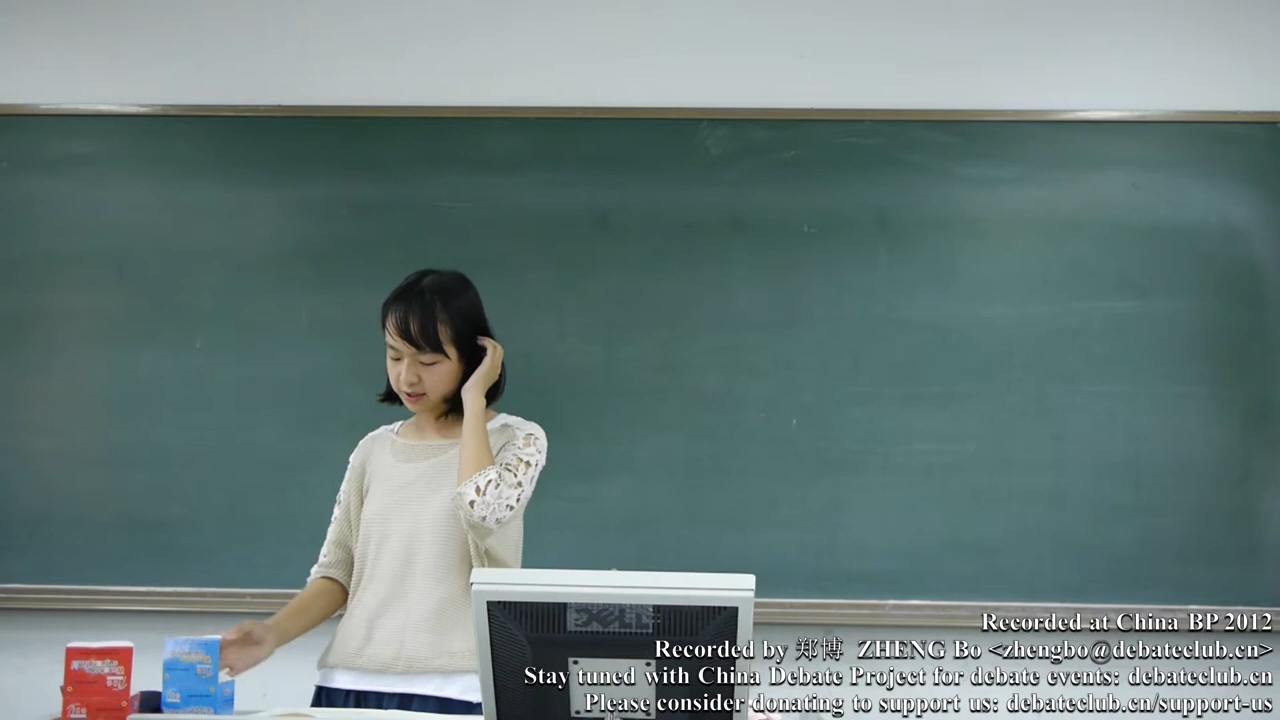 Recorded at China BP 2012
Recorded by 郑博 ZHENG Bo <zhengbo@debateclub.cn>
Stay tuned with China Debate Project for debate events: debateclub.cn
Please consider donating to support us: debateclub.cn/support-us